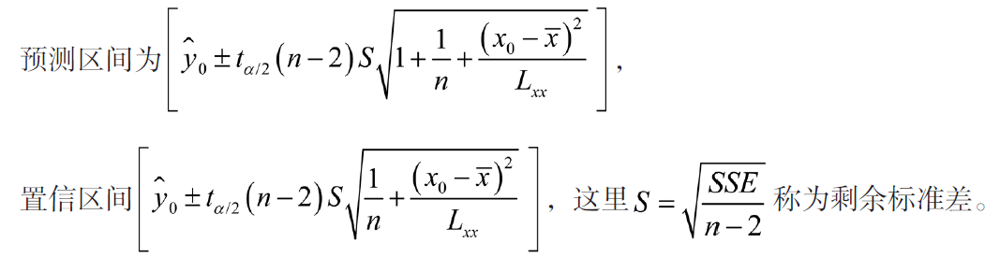 预测区间为$\left[\hat{y}_0 \pm t_{\alpha/2}(n-2)S\sqrt{1+\frac{1}{n}+\frac{(x_0-\overline{x})^2}{L_{xx}}}\right]$,
置信区间$\left[\hat{y}_0 \pm t_{\alpha/2}(n-2)S\sqrt{\frac{1}{n}+\frac{(x_0-\overline{x})^2}{L_{xx}}}\right]$, 这里$S=\sqrt{\frac{SSE}{n-2}}$称为剩余标准差。